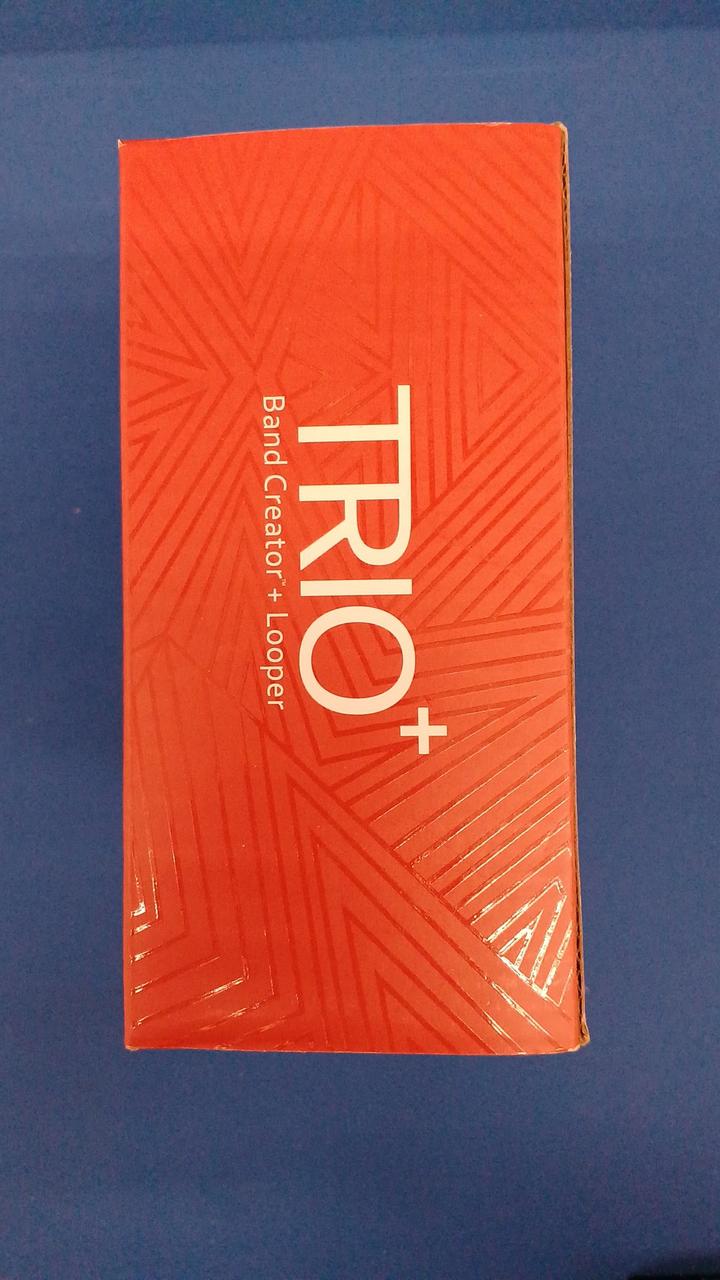 TRIO+
Band Creator™ + Looper